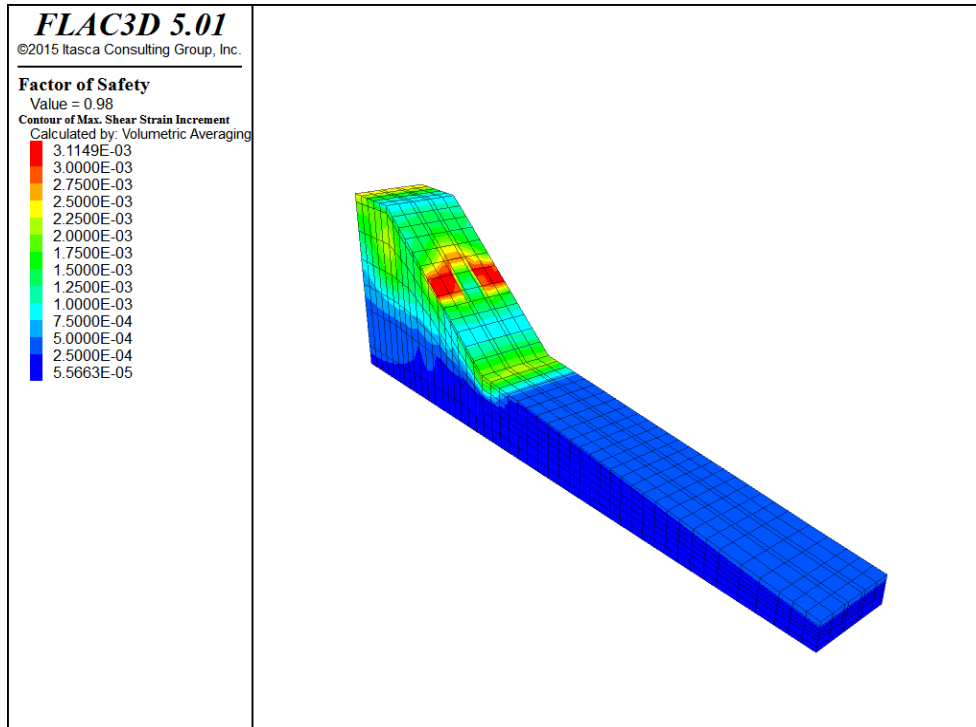 FLAC3D 5.01
©2015 Itasca Consulting Group, Inc.
Factor of Safety
Value = 0.98
Contour of Max. Shear Strain Increment
Calculated by: Volumetric Averaging
3.1149E-03
3.0000E-03
2.7500E-03
2.5000E-03
2.2500E-03
2.0000E-03
1.7500E-03
1.5000E-03
1.2500E-03
1.0000E-03
7.5000E-04
5.0000E-04
2.5000E-04
5.5663E-05